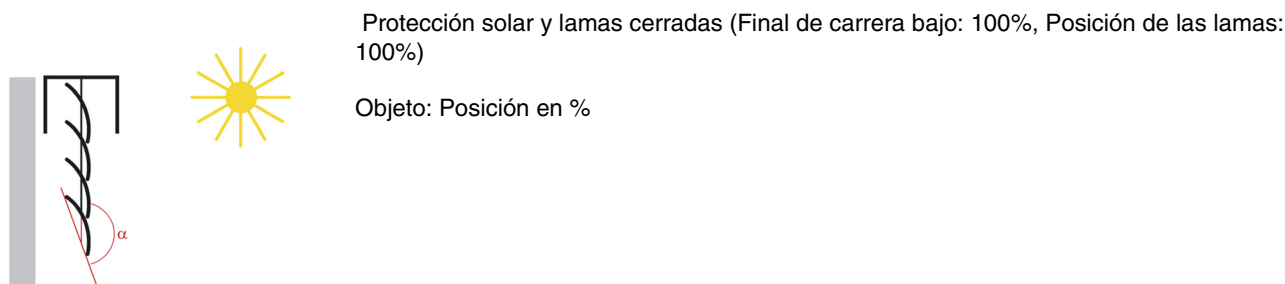 Protección solar y lamas cerradas (Final de carrera bajo: 100%, Posición de las lamas:
100%)
Objeto: Posición en %
α